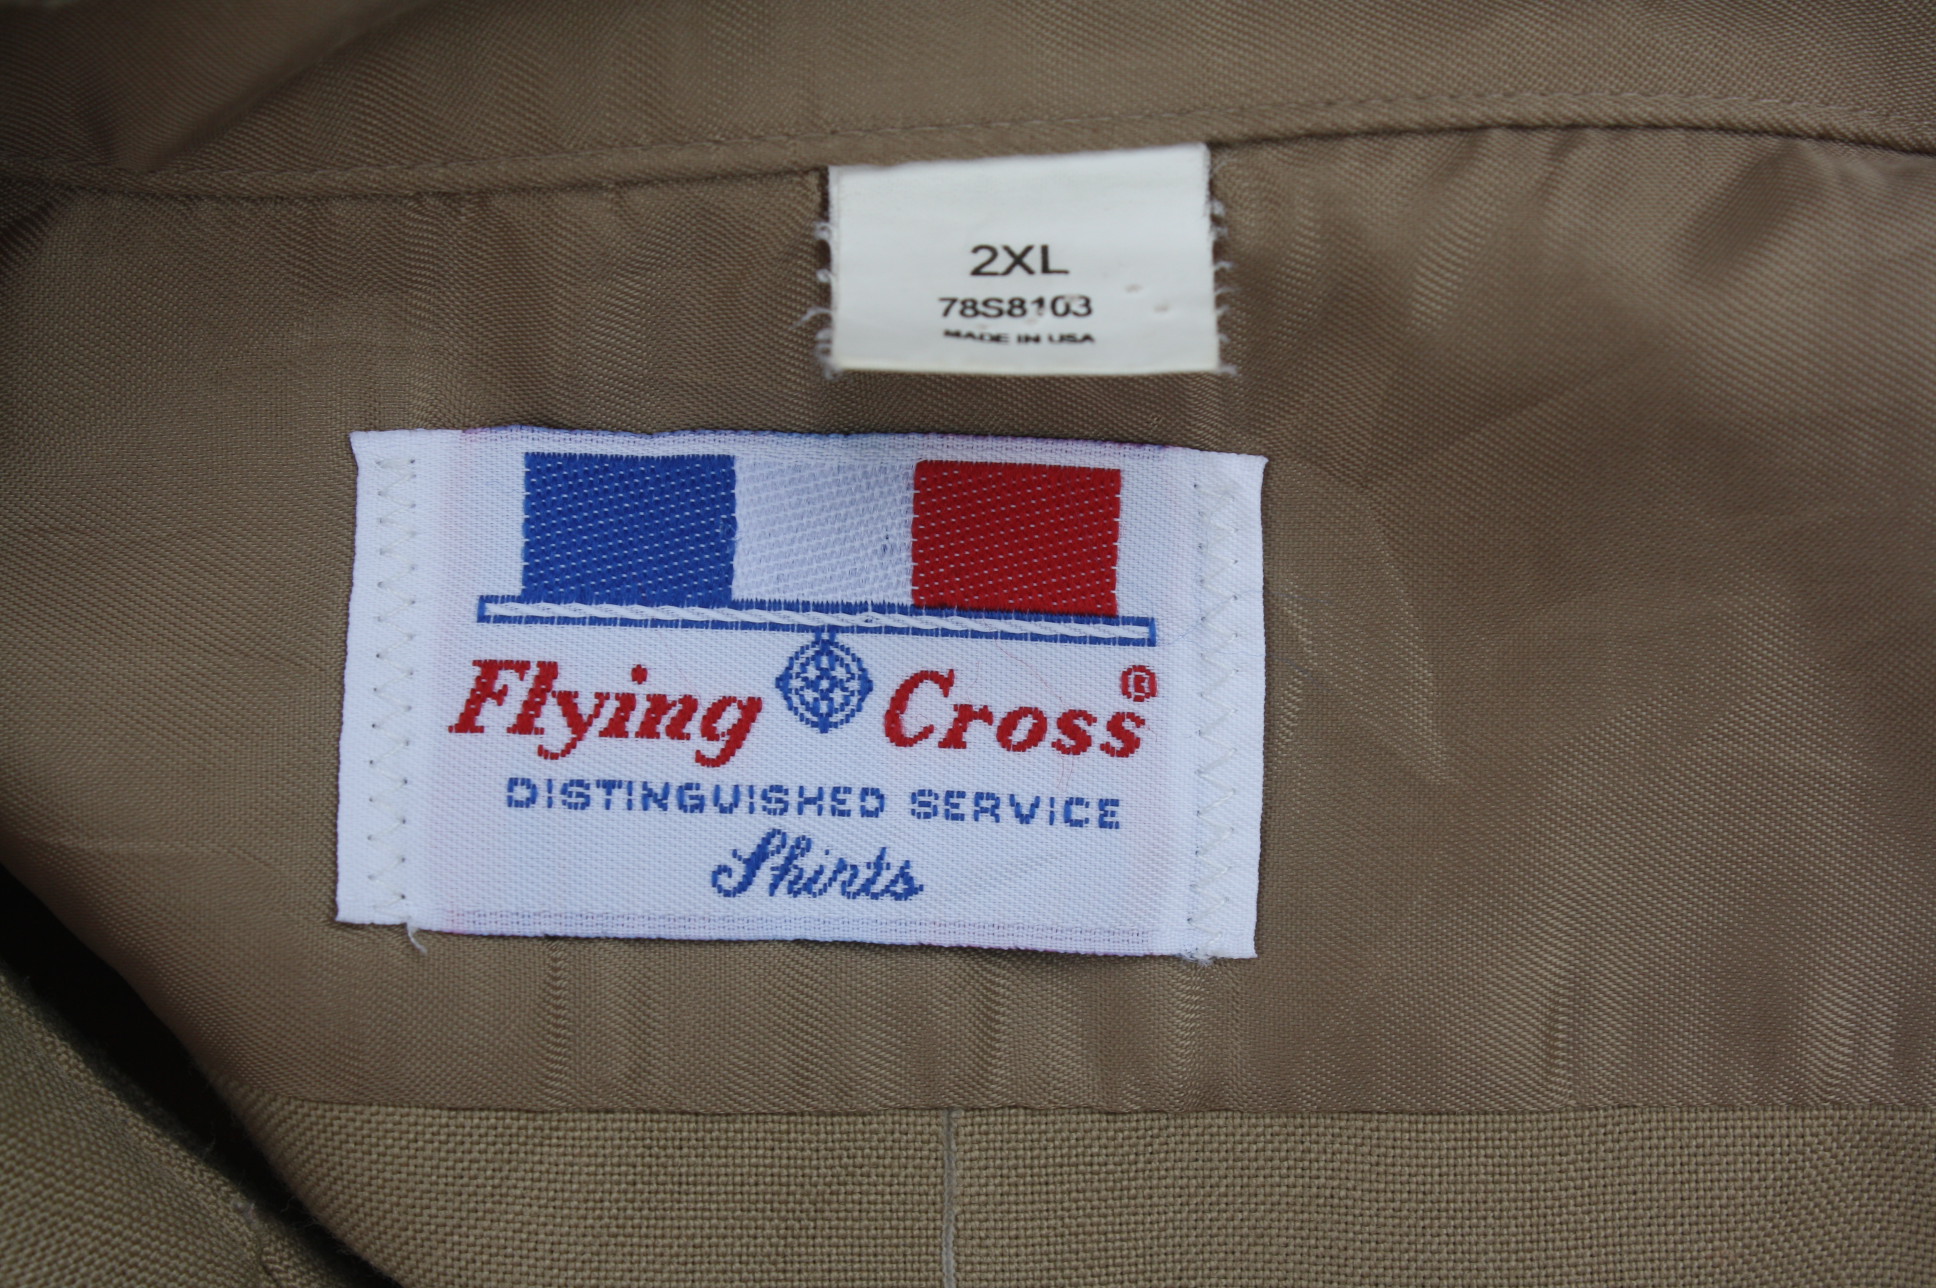 2XL
78S8103
MADE IN USA
Flying Cross®
DISTINGUISHED SERVICE
Shirts